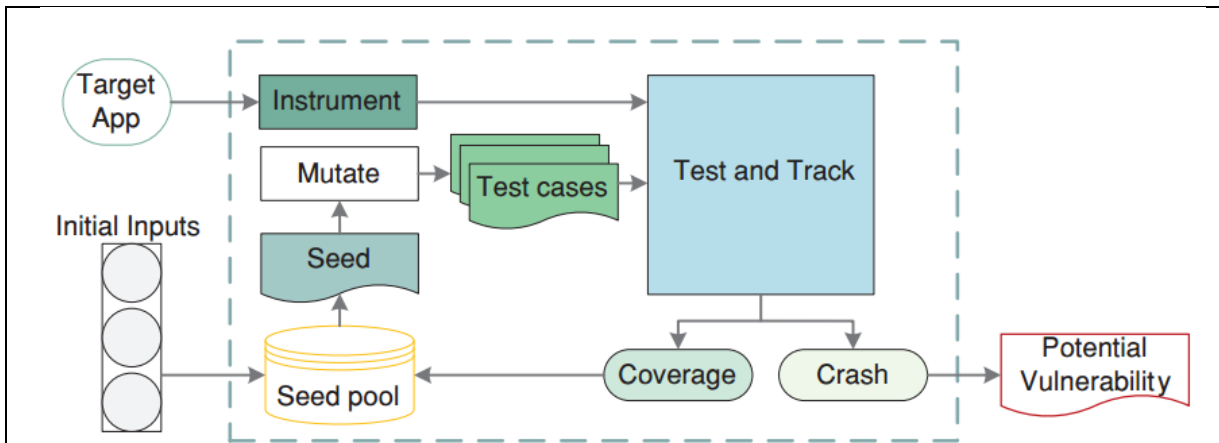 Target
App
Instrument
Mutate
Test cases
Test and Track
Initial Inputs
Seed
Seed pool
Coverage
Crash
Potential
Vulnerability